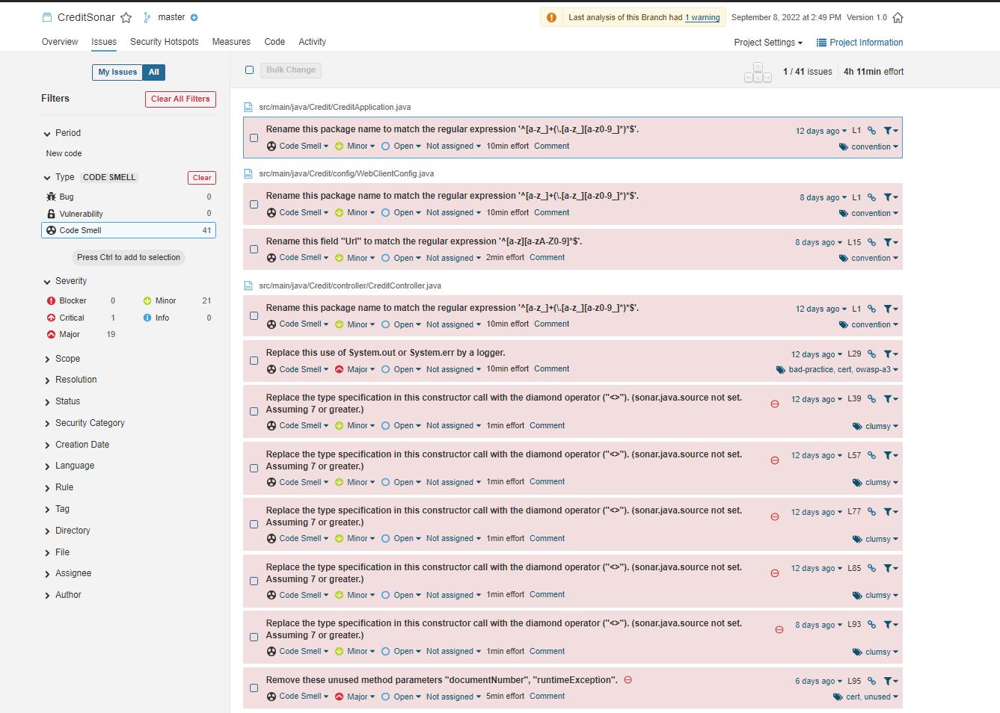 CreditSonar master
Last analysis of this Branch had 1 warning September 8, 2022 at 2:49 PM Version 1.0
Overview Issues Security Hotspots Measures Code Activity
Project Settings Project Information
My Issues All
Filters Clear All Filters
Period
New code
Type CODE SMELL Clear
Bug 0
Vulnerability 0
Code Smell 41
Press Ctrl to add to selection
Severity
Blocker 0 Minor 21
Critical 1 Info 0
Major 19
Scope
Resolution
Status
Security Category
Creation Date
Language
Rule
Tag
Directory
File
Assignee
Author
Bulk Change
1 / 41 issues 4h 11min effort
src/main/java/Credit/CreditApplication.java
Rename this package name to match the regular expression '^[a-z_]+(\.[a-z_][a-z0-9_]*)*$'. 12 days ago L1
Code Smell Minor Open Not assigned 10min effort Comment convention
src/main/java/Credit/config/WebClientConfig.java
Rename this package name to match the regular expression '^[a-z_]+(\.[a-z_][a-z0-9_]*)*$'. 8 days ago L1
Code Smell Minor Open Not assigned 10min effort Comment convention
Rename this field "Url" to match the regular expression '^[a-z][a-zA-Z0-9]*$'. 8 days ago L15
Code Smell Minor Open Not assigned 2min effort Comment convention
src/main/java/Credit/controller/CreditController.java
Rename this package name to match the regular expression '^[a-z_]+(\.[a-z_][a-z0-9_]*)*$'. 12 days ago L1
Code Smell Minor Open Not assigned 10min effort Comment convention
Replace this use of System.out or System.err by a logger. 12 days ago L29
Code Smell Major Open Not assigned 10min effort Comment bad-practice, cert, owasp-a3
Replace the type specification in this constructor call with the diamond operator ("<>"). (sonar.java.source not set. 12 days ago L39
Assuming 7 or greater.)
Code Smell Minor Open Not assigned 1min effort Comment clumsy
Replace the type specification in this constructor call with the diamond operator ("<>"). (sonar.java.source not set. 12 days ago L57
Assuming 7 or greater.)
Code Smell Minor Open Not assigned 1min effort Comment clumsy
Replace the type specification in this constructor call with the diamond operator ("<>"). (sonar.java.source not set. 12 days ago L77
Assuming 7 or greater.)
Code Smell Minor Open Not assigned 1min effort Comment clumsy
Replace the type specification in this constructor call with the diamond operator ("<>"). (sonar.java.source not set. 12 days ago L85
Assuming 7 or greater.)
Code Smell Minor Open Not assigned 1min effort Comment clumsy
Replace the type specification in this constructor call with the diamond operator ("<>"). (sonar.java.source not set. 8 days ago L93
Assuming 7 or greater.)
Code Smell Minor Open Not assigned 1min effort Comment clumsy
Remove these unused method parameters "documentNumber", "runtimeException". 6 days ago L95
Code Smell Major Open Not assigned 5min effort Comment cert, unused